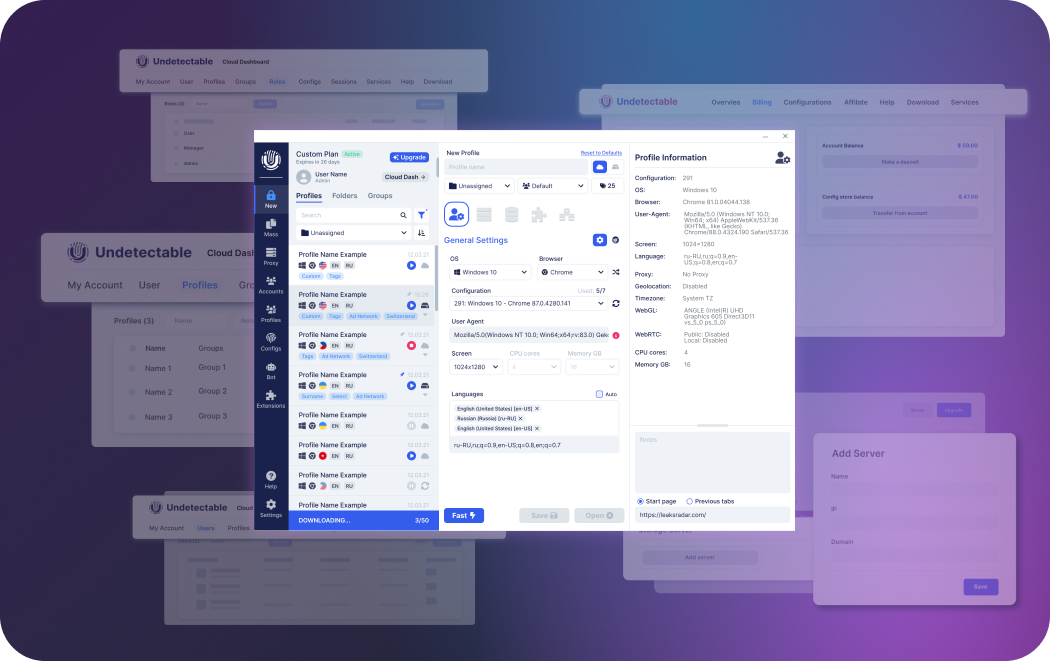 Undetectable Cloud Dashboard
My Account User Profiles Groups Roles Configs Sessions Services Help Download
Roles (3) Name
User
Manager
Admin
Undetectable
Overvies Billing Configurations Affilate Help Download Services
Account Balance $ 50.00
Make a deposit
Config store balance $ 47.00
Transfer from account
Undetectable Cloud Dash
My Account User Profiles Gro
Profiles (3) Name
Name Groups
Name 1 Group 1
Name 2 Group 2
Name 3 Group 3
Undetectable Cloud
My Account Users Profiles
New
Mass
Proxy
Accounts
Profiles
Configs
Bot
Extensions
Help
Settings
Custom Plan Active
Expires in 26 days
Upgrade
User Name
Admin
Cloud Dash →
Profiles Folders Groups
Search
Unassigned
Profile Name Example 12.03.21
EN RU
Custom Tags
Profile Name Example
EN RU
Custom Tags Ad Network Switzerland
Profile Name Example 12.03.21
EN RU
Tags Ad Network Switzerland
Profile Name Example 12.03.21
EN RU
Surname Select Ad Network
Profile Name Example 12.03.21
EN RU
Profile Name Example 12.03.21
EN RU
Profile Name Example 12.03.21
EN RU
Profile Name Example 12.03.21
DOWNLOADING... 3/50
New Profile Reset to Defaults
Profile name
Unassigned Default 25
General Settings
OS Browser
Windows 10 Chrome
Configuration Used: 5/7
291: Windows 10 - Chrome 87.0.4280.141
User Agent
Mozilla/5.0(Windows NT 10.0; Win64;x64;rv:83.0) Geko
Screen CPU cores Memory GB
1024x1280 4 16
Languages Auto
English (United States) [en-US] ✕
Russian (Russia) [ru-RU] ✕
English (United States) [en-US] ✕
ru-RU,ru;q=0.9,en-US;q=0.8,en;q=0.7
Fast Save Open
Profile Information
Configuration: 291
OS: Windows 10
Browser: Chrome 81.0.04044.138
User-Agent: Mozilla/5.0 (Windows NT 10.0;
Win64; x64) AppleWebKit/537.36
(KHTML, like Gecko)
Chrome/88.0.4324.190 Safari/537.36
Screen: 1024×1280
Language: ru-RU,ru;q=0.9,en-
US;q=0.8,en;q=0.7
Proxy: No Proxy
Geolocation: Disabled
Timezone: System TZ
WebGL: ANGLE (Intel(R) UHD
Graphics 605 Direct3D11
vs_5_0 ps_5_0)
WebRTC: Public: Disabled
Local: Disabled
CPU cores: 4
Memory GB: 16
Notes
Start page Previous tabs
https://leaksradar.com/
Add server
Upgrade
Add Server
Name
IP
Domain
Save